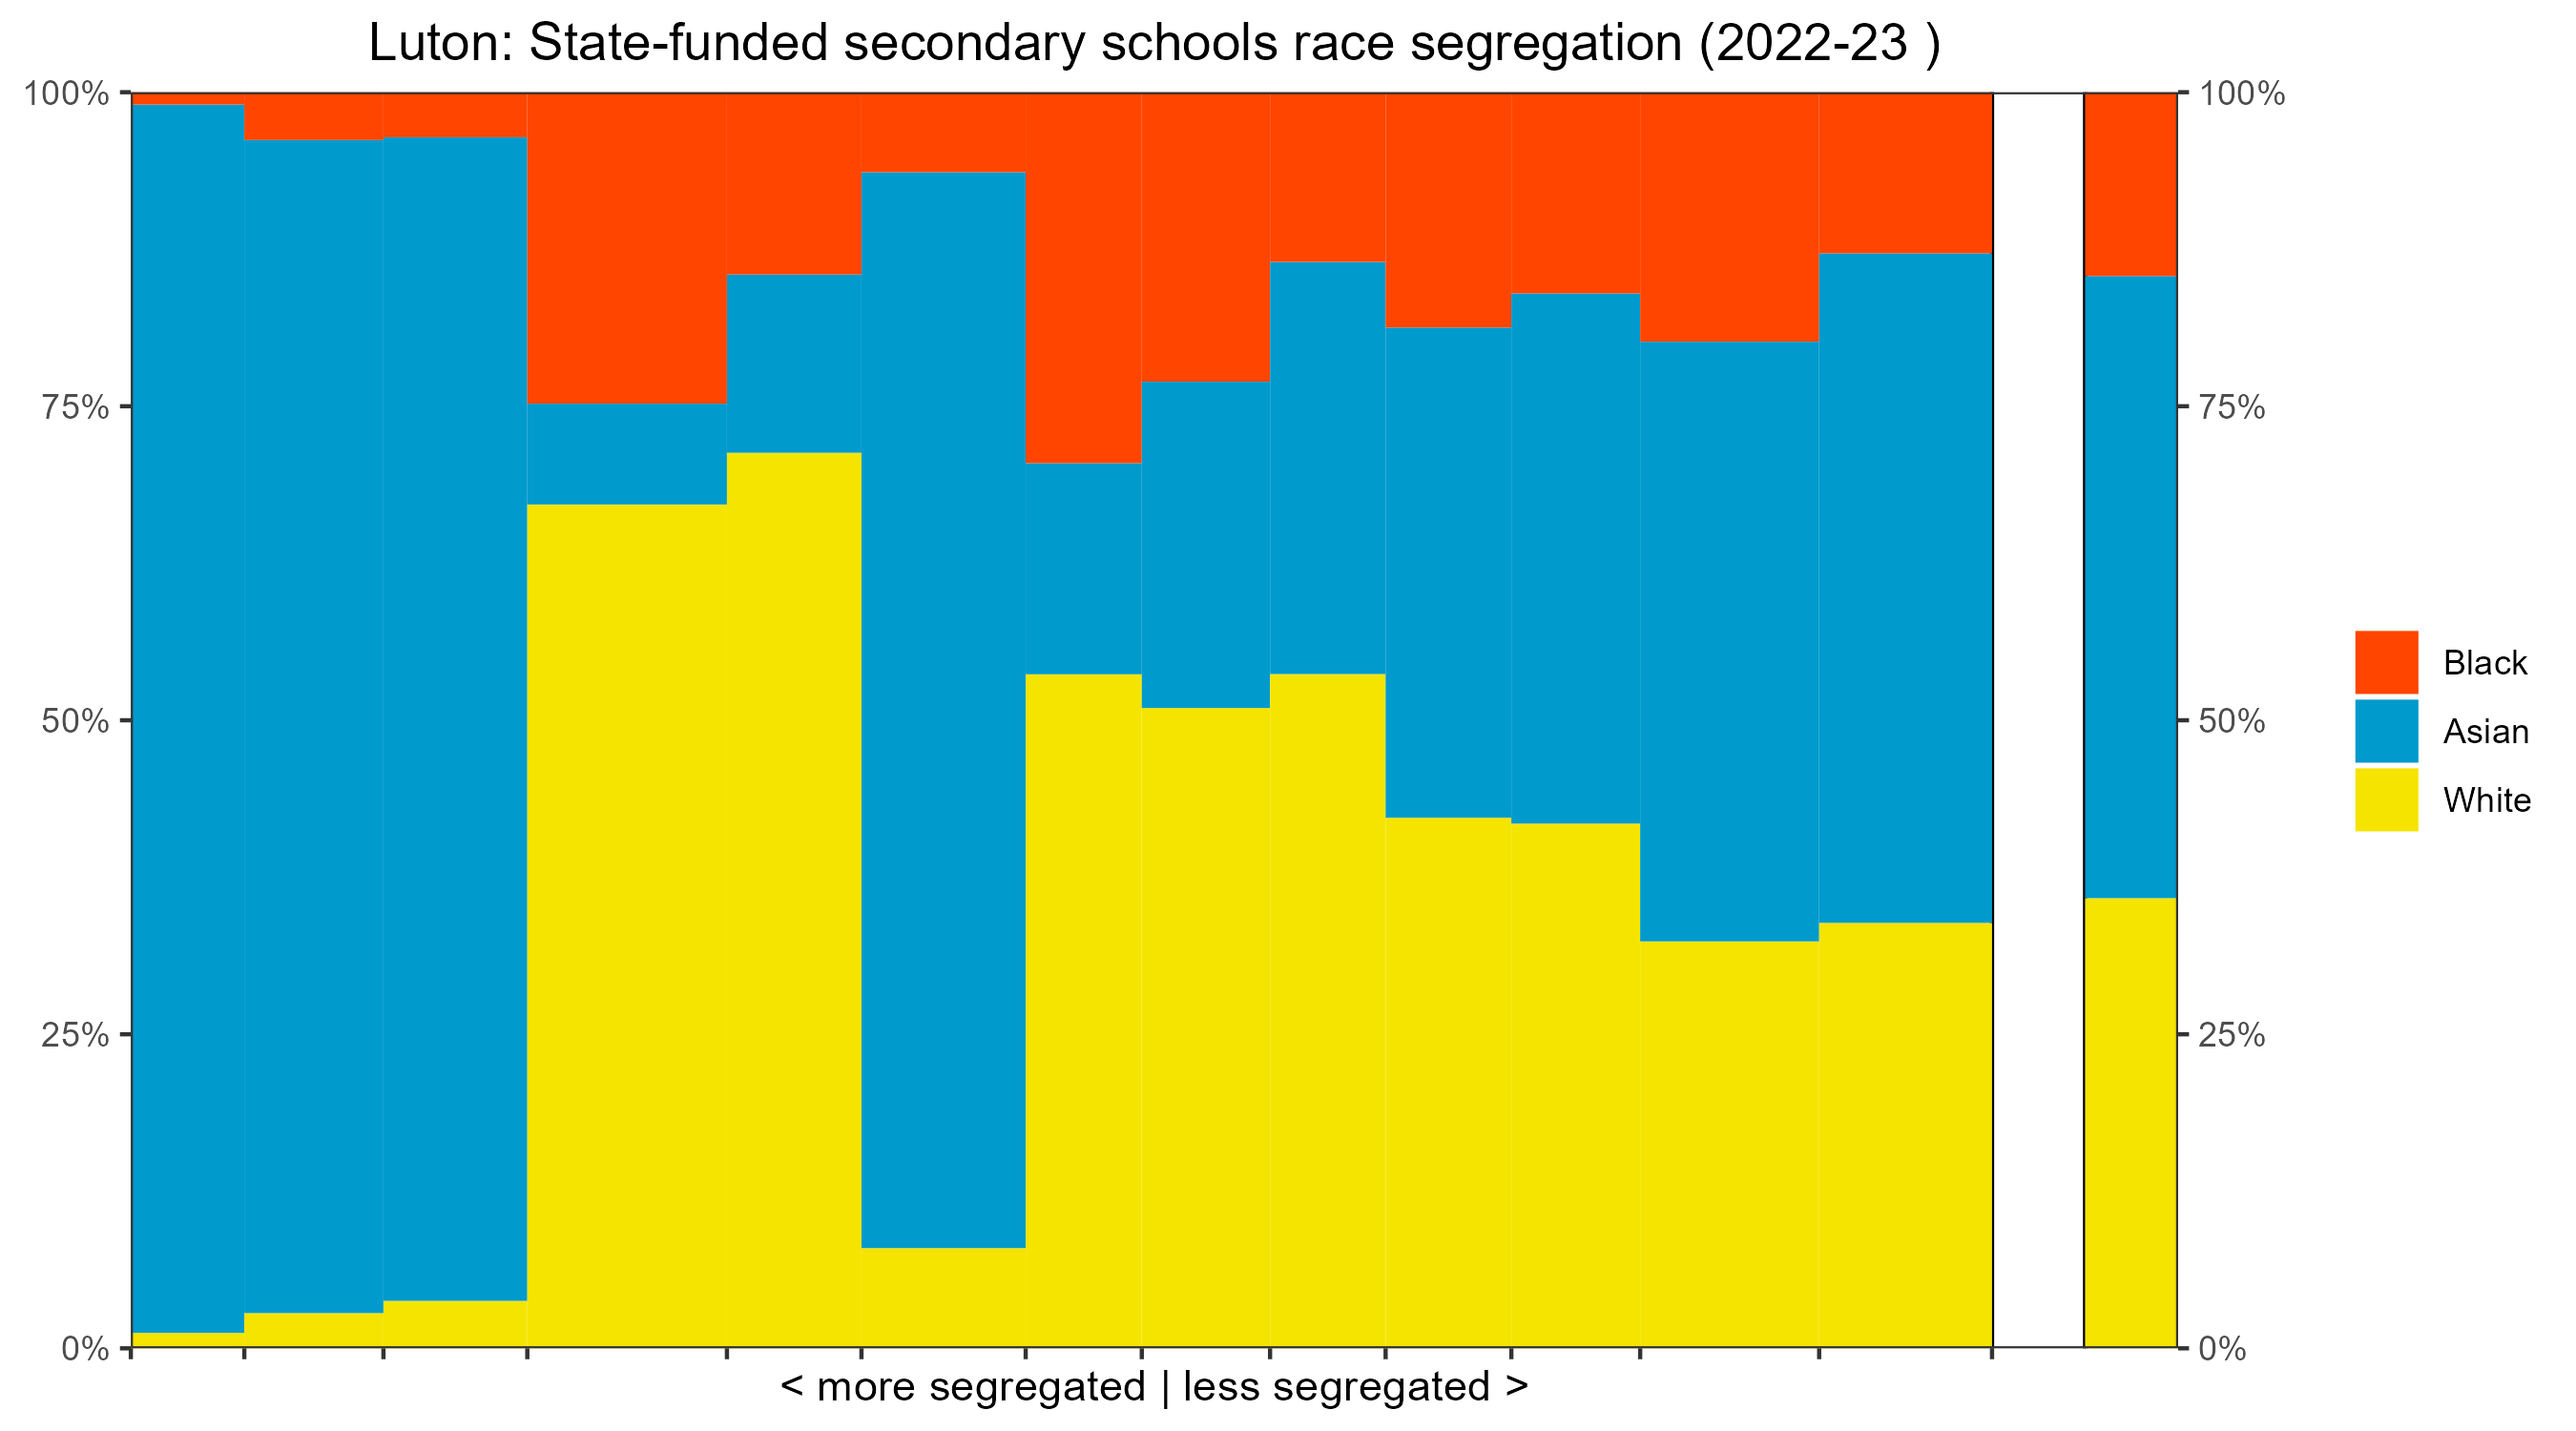 Luton: State-funded secondary schools race segregation (2022-23 )
100%
75%
50%
25%
0%
100%
75%
50%
25%
0%
Black
Asian
White
< more segregated | less segregated >